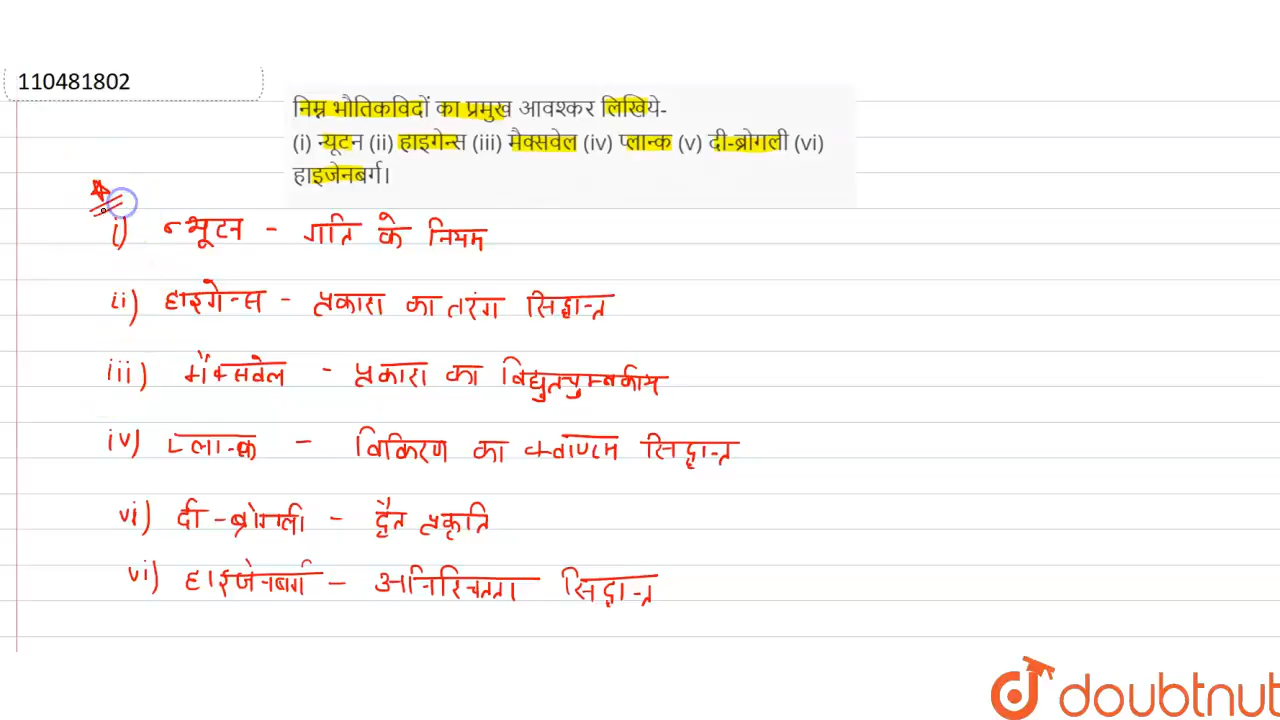 110481802
निम्न भौतिकविदों का प्रमुख आवश्कर लिखिये-
(i) न्यूटन (ii) हाइगेन्स (iii) मैक्सवेल (iv) प्लान्क (v) दी-ब्रोगली (vi)
हाइजेनबर्ग।
i) न्यूटन - गति के नियम
ii) हाइगेन्स - प्रकाश का तरंग सिद्धान्त
iii) मैक्सवेल - प्रकाश का विद्युतचुम्बकीय
iv) प्लान्क - विकिरण का क्वाण्टम सिद्धान्त
vi) दी-ब्रोगली - द्वैत प्रकृति
vi) हाइजेनबर्ग - अनिश्चितता सिद्धान्त
doubtnut